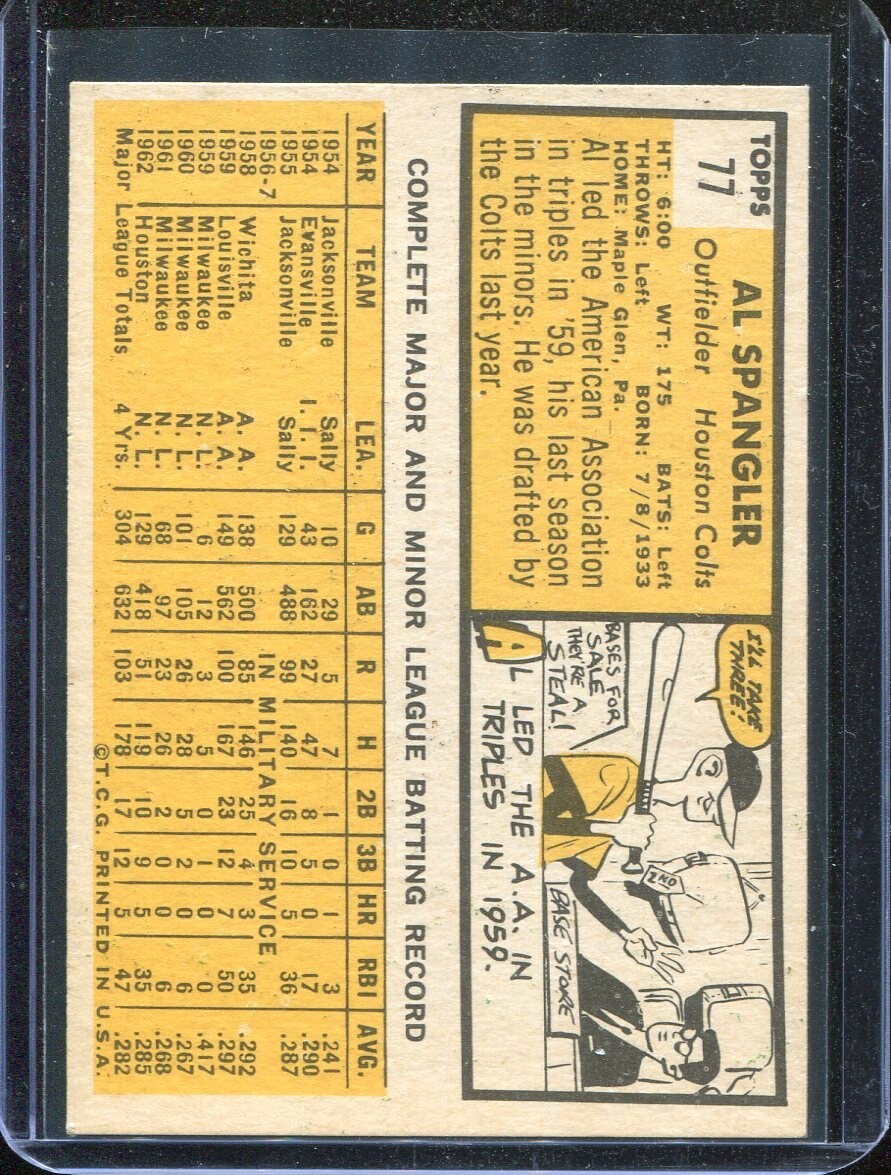 TOPPS
77
AL SPANGLER
Outfielder Houston Colts
HT: 6:00 WT: 175 BATS: Left
THROWS: Left BORN: 7/8/1933
HOME: Maple Glen, Pa.
Al led the American Association
in triples in '59, his last season
in the minors. He was drafted by
the Colts last year.
I'LL TAKE
THREE!
BASES FOR
SALE
THEY'RE A
STEAL!
2ND
BASE STORE
AL LED THE A.A. IN
TRIPLES IN 1959.
COMPLETE MAJOR AND MINOR LEAGUE BATTING RECORD
YEAR TEAM LEA. G AB R H 2B 3B HR RBI AVG.
1954 Jacksonville Sally 10 29 5 7 1 0 1 3 .241
1954 Evansville I. I. I. 43 162 27 47 8 5 0 17 .290
1955 Jacksonville Sally 129 488 99 140 16 10 5 36 .287
1956-7 IN MILITARY SERVICE
1958 Wichita A. A. 138 500 85 146 25 4 3 35 .292
1959 Louisville A. A. 149 562 100 167 23 12 7 50 .297
1959 Milwaukee N. L. 6 12 3 5 0 1 0 0 .417
1960 Milwaukee N. L. 101 105 26 28 5 2 0 6 .267
1961 Milwaukee N. L. 68 97 23 26 2 0 0 6 .268
1962 Houston N. L. 129 418 51 119 10 9 5 35 .285
Major League Totals 4 Yrs. 304 632 103 178 17 12 5 47 .282
©T.C.G. PRINTED IN U.S.A.